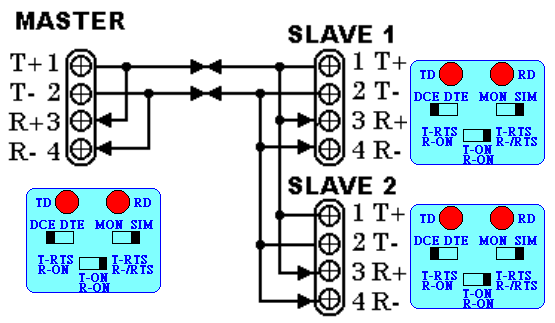 MASTER
T+ 1
T- 2
R+ 3
R- 4
SLAVE 1
1 T+
2 T-
3 R+
4 R-
TD RD
DCE DTE MON SIM
T-RTS T-RTS
R-ON R-/RTS
T-ON
R-ON
SLAVE 2
1 T+
2 T-
3 R+
4 R-
TD RD
DCE DTE MON SIM
T-RTS T-RTS
R-ON R-/RTS
T-ON
R-ON
TD RD
DCE DTE MON SIM
T-RTS T-RTS
R-ON R-/RTS
T-ON
R-ON